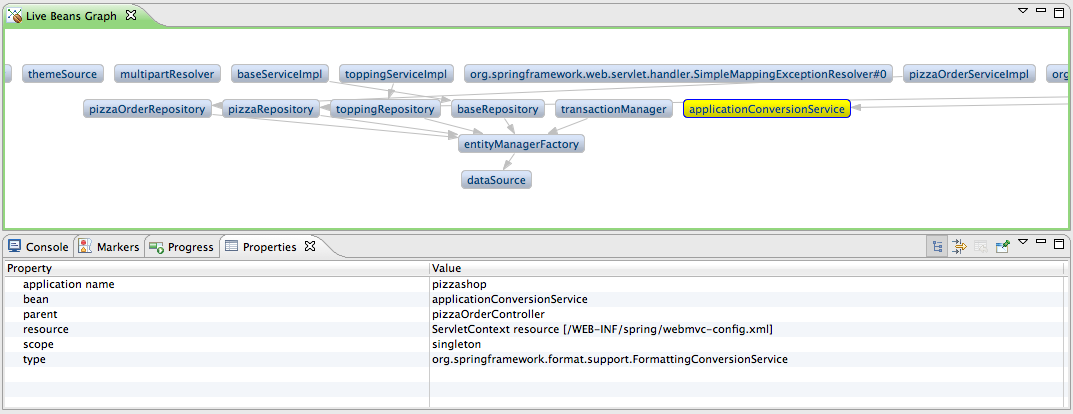 Live Beans Graph
themeSource multipartResolver baseServiceImpl toppingServiceImpl org.springframework.web.servlet.handler.SimpleMappingExceptionResolver#0 pizzaOrderServiceImpl org
pizzaOrderRepository pizzaRepository toppingRepository baseRepository transactionManager applicationConversionService
entityManagerFactory
dataSource
Console Markers Progress Properties
Property Value
application name pizzashop
bean applicationConversionService
parent pizzaOrderController
resource ServletContext resource [/WEB-INF/spring/webmvc-config.xml]
scope singleton
type org.springframework.format.support.FormattingConversionService